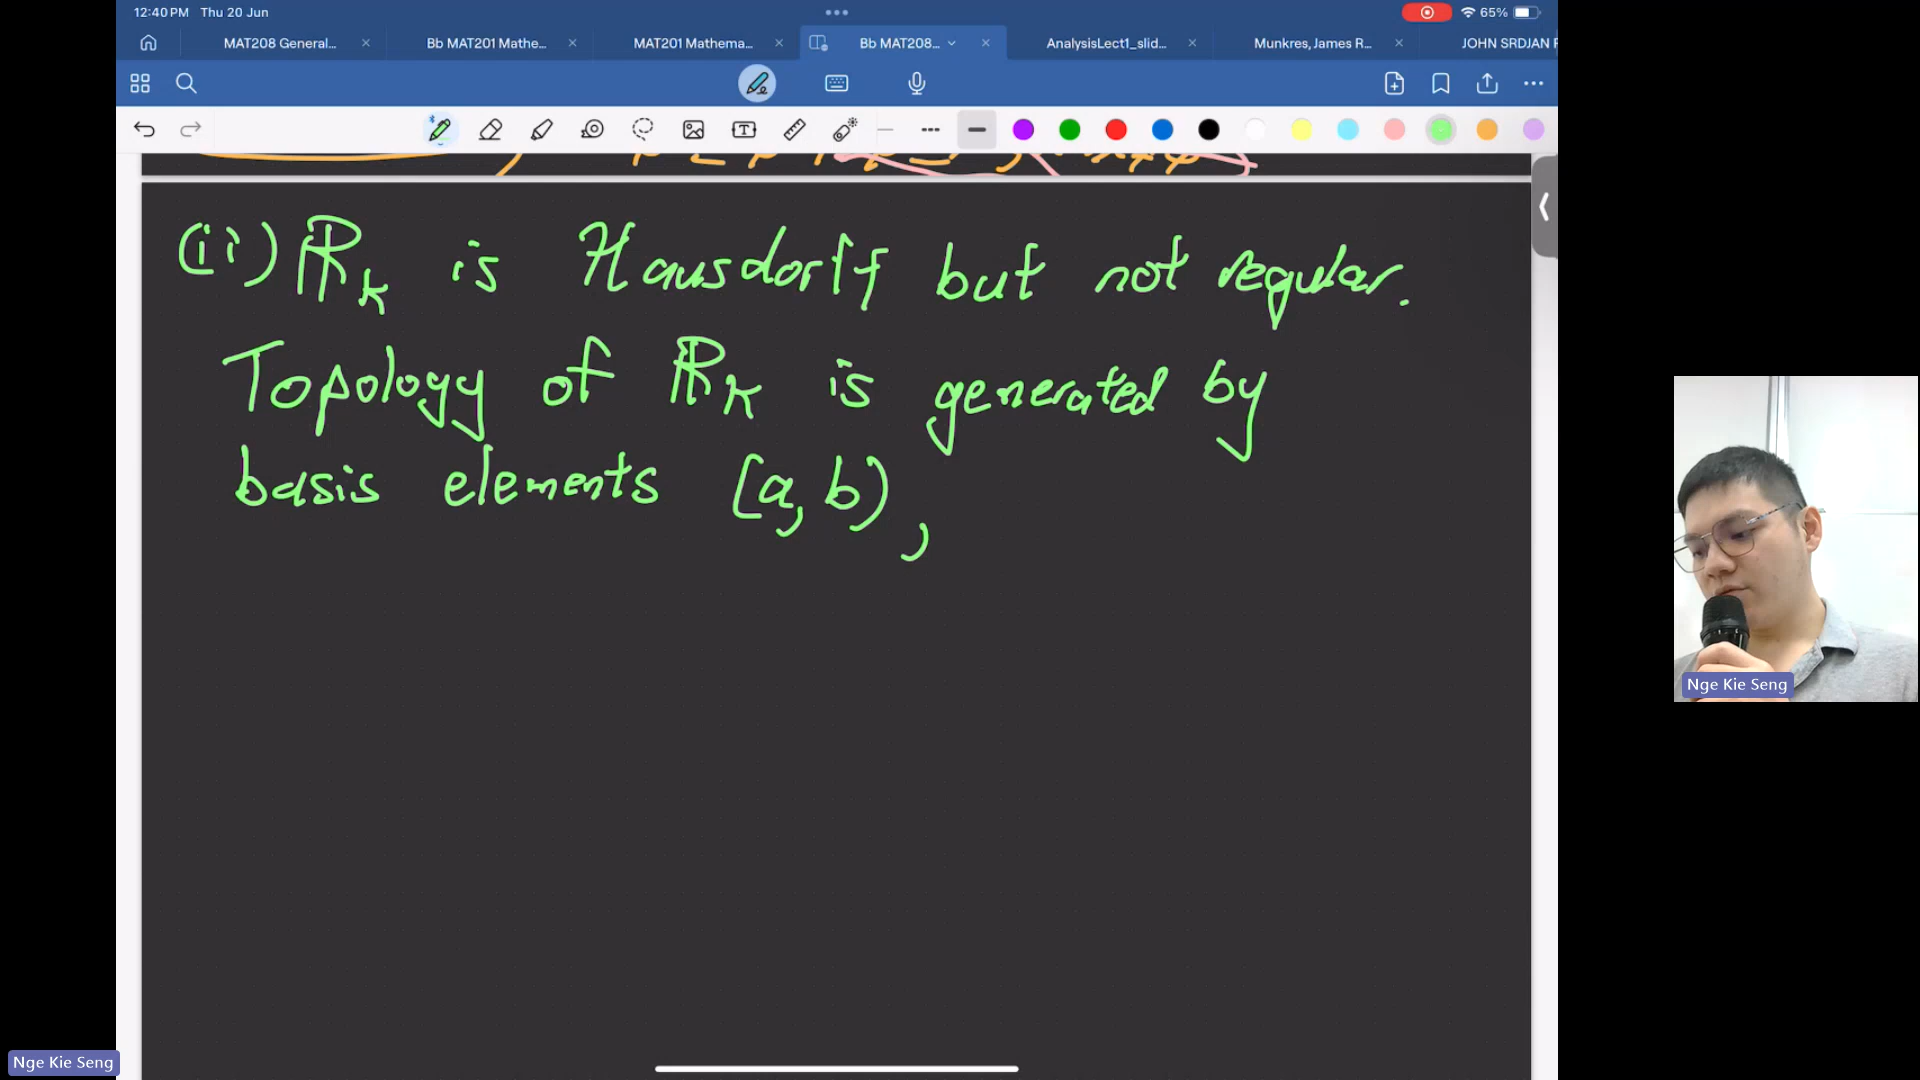 12:40 PM Thu 20 Jun
65%
MAT208 General...
Bb MAT201 Mathe...
MAT201 Mathema...
Bb MAT208...
AnalysisLect1_slid...
Munkres, James R...
JOHN SRDJAN
(ii) ℝₖ is Hausdorff but not regular.
Topology of ℝₖ is generated by
basis elements [a, b),
Nge Kie Seng
Nge Kie Seng